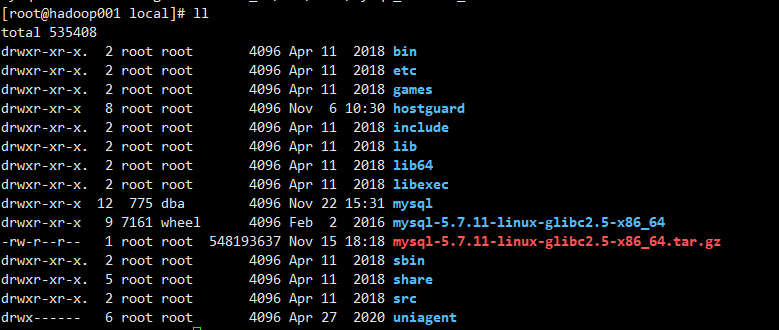 [root@hadoop001 local]# ll
total 535408
drwxr-xr-x.  2 root root      4096 Apr 11  2018 bin
drwxr-xr-x.  2 root root      4096 Apr 11  2018 etc
drwxr-xr-x.  2 root root      4096 Apr 11  2018 games
drwxr-xr-x   8 root root      4096 Nov  6 10:30 hostguard
drwxr-xr-x.  2 root root      4096 Apr 11  2018 include
drwxr-xr-x.  2 root root      4096 Apr 11  2018 lib
drwxr-xr-x.  2 root root      4096 Apr 11  2018 lib64
drwxr-xr-x.  2 root root      4096 Apr 11  2018 libexec
drwxr-xr-x  12  775 dba       4096 Nov 22 15:31 mysql
drwxr-xr-x   9 7161 wheel     4096 Feb  2  2016 mysql-5.7.11-linux-glibc2.5-x86_64
-rw-r--r--   1 root root 548193637 Nov 15 18:18 mysql-5.7.11-linux-glibc2.5-x86_64.tar.gz
drwxr-xr-x.  2 root root      4096 Apr 11  2018 sbin
drwxr-xr-x.  5 root root      4096 Apr 11  2018 share
drwxr-xr-x.  2 root root      4096 Apr 11  2018 src
drwx------   6 root root      4096 Apr 27  2020 uniagent